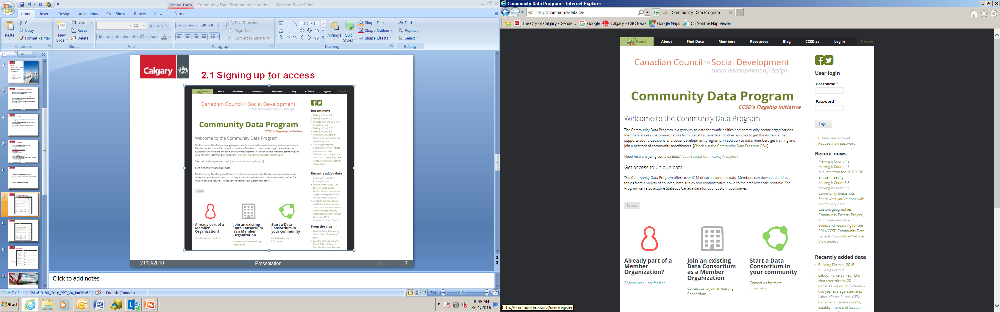 Picture Tools
Community Data Program presentation - Microsoft PowerPoint
Home Insert Design Animations Slide Show Review View Format
Paste
Cut
Copy
Format Painter
Clipboard
New Slide
Layout
Reset
Delete
Slides
12
Font
Text Direction
Align Text
Convert to SmartArt
Paragraph
Arrange
Quick Styles
Shape Fill
Shape Outline
Shape Effects
Drawing
Find
Replace
Select
Editing
2
3
4
5
6
7
8
9
10
Calgary
2.1 Signing up for access
Home About Find Data Members Resources Blog CCSD.ca Log out Français
Canadian Council on Social Development
social development by design
Community Data Program
CCSD's Flagship initiative
Welcome to the Community Data Program
The Community Data Program is a gateway to data for municipalities and community sector organizations.
Members access customized tables from Statistics Canada and other sources to get the evidence that
supports sound decisions and social development programs. In addition to data, members get training and
join a network of community practitioners. [Check out the Community Data Program Q&A]
Need help analyzing complex data? [Learn about Community Analytics]
Get access to unique data
The Community Data Program offers over $1M of socioeconomic data. Members can download and use
tables from a variety of sources, both survey and administrative down to the smallest scale possible. The
Program can also acquire Statistics Canada data for your custom boundaries.
français
Already part of a
Member
Organization?
Register as a user for free
Join an existing
Data Consortium
as a Member
Organization
Contact us to join an existing
Consortium
Start a Data
Consortium in
your community
Contact us for more
information
Recent news
Making it Count 4.2
Making it Count 4.1
Minutes from the 2015 CDP
annual meeting
Making it Count 3.3
Making it Count 3.2
Community Snapshots:
Share what you've done with
community data
Custom geographies,
Community Poverty Project,
and more new data
Slides and recording for the
2014 CCSD Community Data
Canada Roundtable Webinar
View archive
Recently added data
Building Permits, 2015
Building Permits
Labour Force Survey - LFS
characteristics by 2011
Census Division boundaries -
two year average estimates
Labour Force Survey (LFS)
Canadian business counts,
establishment and location
counts, employment size and
North American Industry
Classification System (NAICS),
December 2015
Canadian Business Counts
From the blog
Guide to Using Community
Data 3.1, Part 2: Microsoft
Excel
Guide to Using Community
Data 3.1, Part 1: Beyond
20/20 Professional Browser
21/03/2016 Presentation V04 7
Click to add notes
Slide 7 of 11 "2016-0180_Corp_PPT_V4_Jan2016" English (Canada) 79%
Start
8:45 AM
3/21/2016
Community Data Program - Internet Explorer
http://communitydata.ca/
Community Data Program
The City of Calgary - Geode... Google Calgary - CBC News Google Maps CITYonline Map Viewer
Home About Find Data Members Resources Blog CCSD.ca Log in Français
Canadian Council on Social Development
social development by design
Community Data Program
CCSD's Flagship initiative
Welcome to the Community Data Program
The Community Data Program is a gateway to data for municipalities and community sector organizations.
Members access customized tables from Statistics Canada and other sources to get the evidence that
supports sound decisions and social development programs. In addition to data, members get training and
join a network of community practitioners. [Check out the Community Data Program Q&A]
Need help analyzing complex data? [Learn about Community Analytics]
Get access to unique data
The Community Data Program offers over $1M of socioeconomic data. Members can download and use
tables from a variety of sources, both survey and administrative down to the smallest scale possible. The
Program can also acquire Statistics Canada data for your custom boundaries.
français
Already part of a
Member
Organization?
Register as a user for free
Join an existing
Data Consortium
as a Member
Organization
Contact us to join an existing
Consortium
Start a Data
Consortium in
your community
Contact us for more
information
User login
Username *
Password *
Log in
Create new account
Request new password
Recent news
Making it Count 4.2
Making it Count 4.1
Minutes from the 2015 CDP
annual meeting
Making it Count 3.3
Making it Count 3.2
Community Snapshots:
Share what you've done with
community data
Custom geographies,
Community Poverty Project,
and more new data
Slides and recording for the
2014 CCSD Community Data
Canada Roundtable Webinar
View archive
Recently added data
Building Permits, 2015
Building Permits
Labour Force Survey - LFS
characteristics by 2011
Census Division boundaries -
two year average estimates
Labour Force Survey (LFS)
Canadian business counts,
establishment and location
http://communitydata.ca/user/register